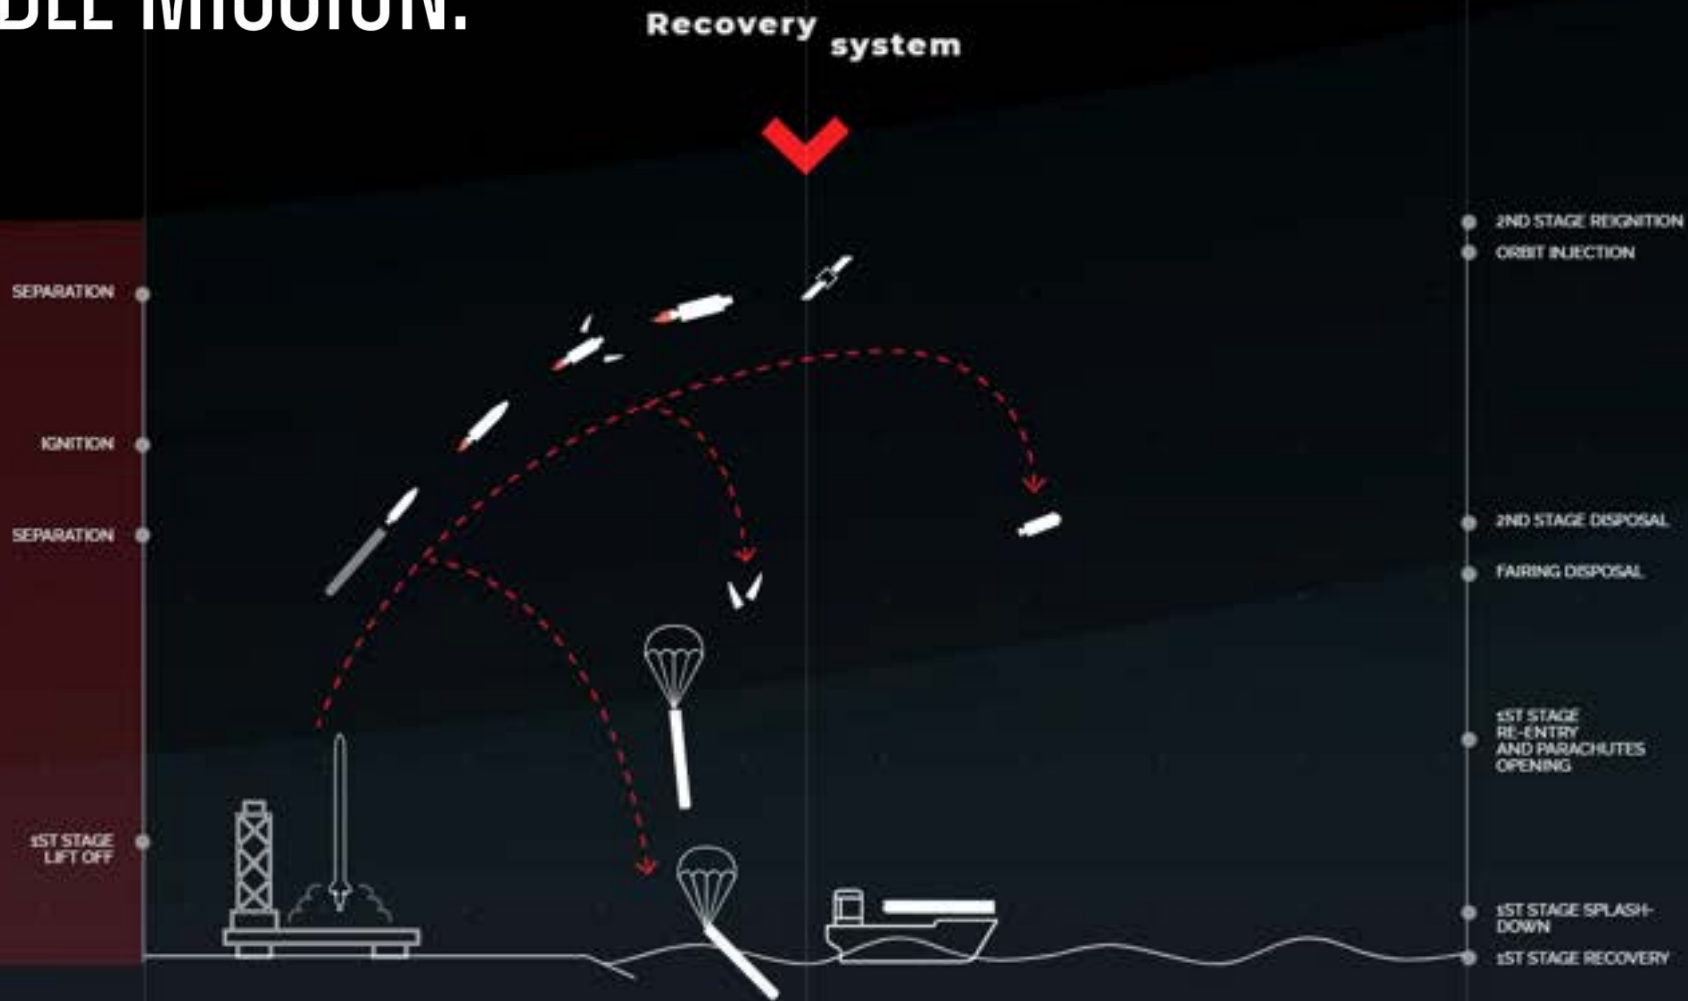 MISSION.
Recovery
system
SEPARATION
IGNITION
SEPARATION
1ST STAGE
LIFT OFF
2ND STAGE REIGNITION
ORBIT INJECTION
2ND STAGE DISPOSAL
FAIRING DISPOSAL
1ST STAGE
RE-ENTRY
AND PARACHUTES
OPENING
1ST STAGE SPLASH-
DOWN
1ST STAGE RECOVERY